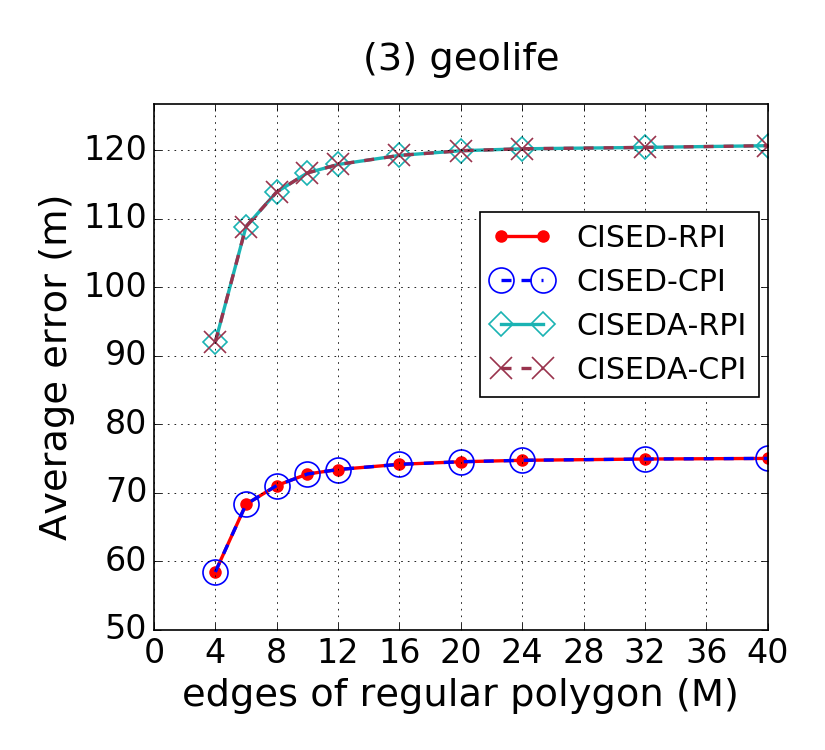 (3) geolife
Average error (m)
120
110
100
90
80
70
60
50
CISED-RPI
CISED-CPI
CISEDA-RPI
CISEDA-CPI
0 4 8 12 16 20 24 28 32 36 40
edges of regular polygon (M)